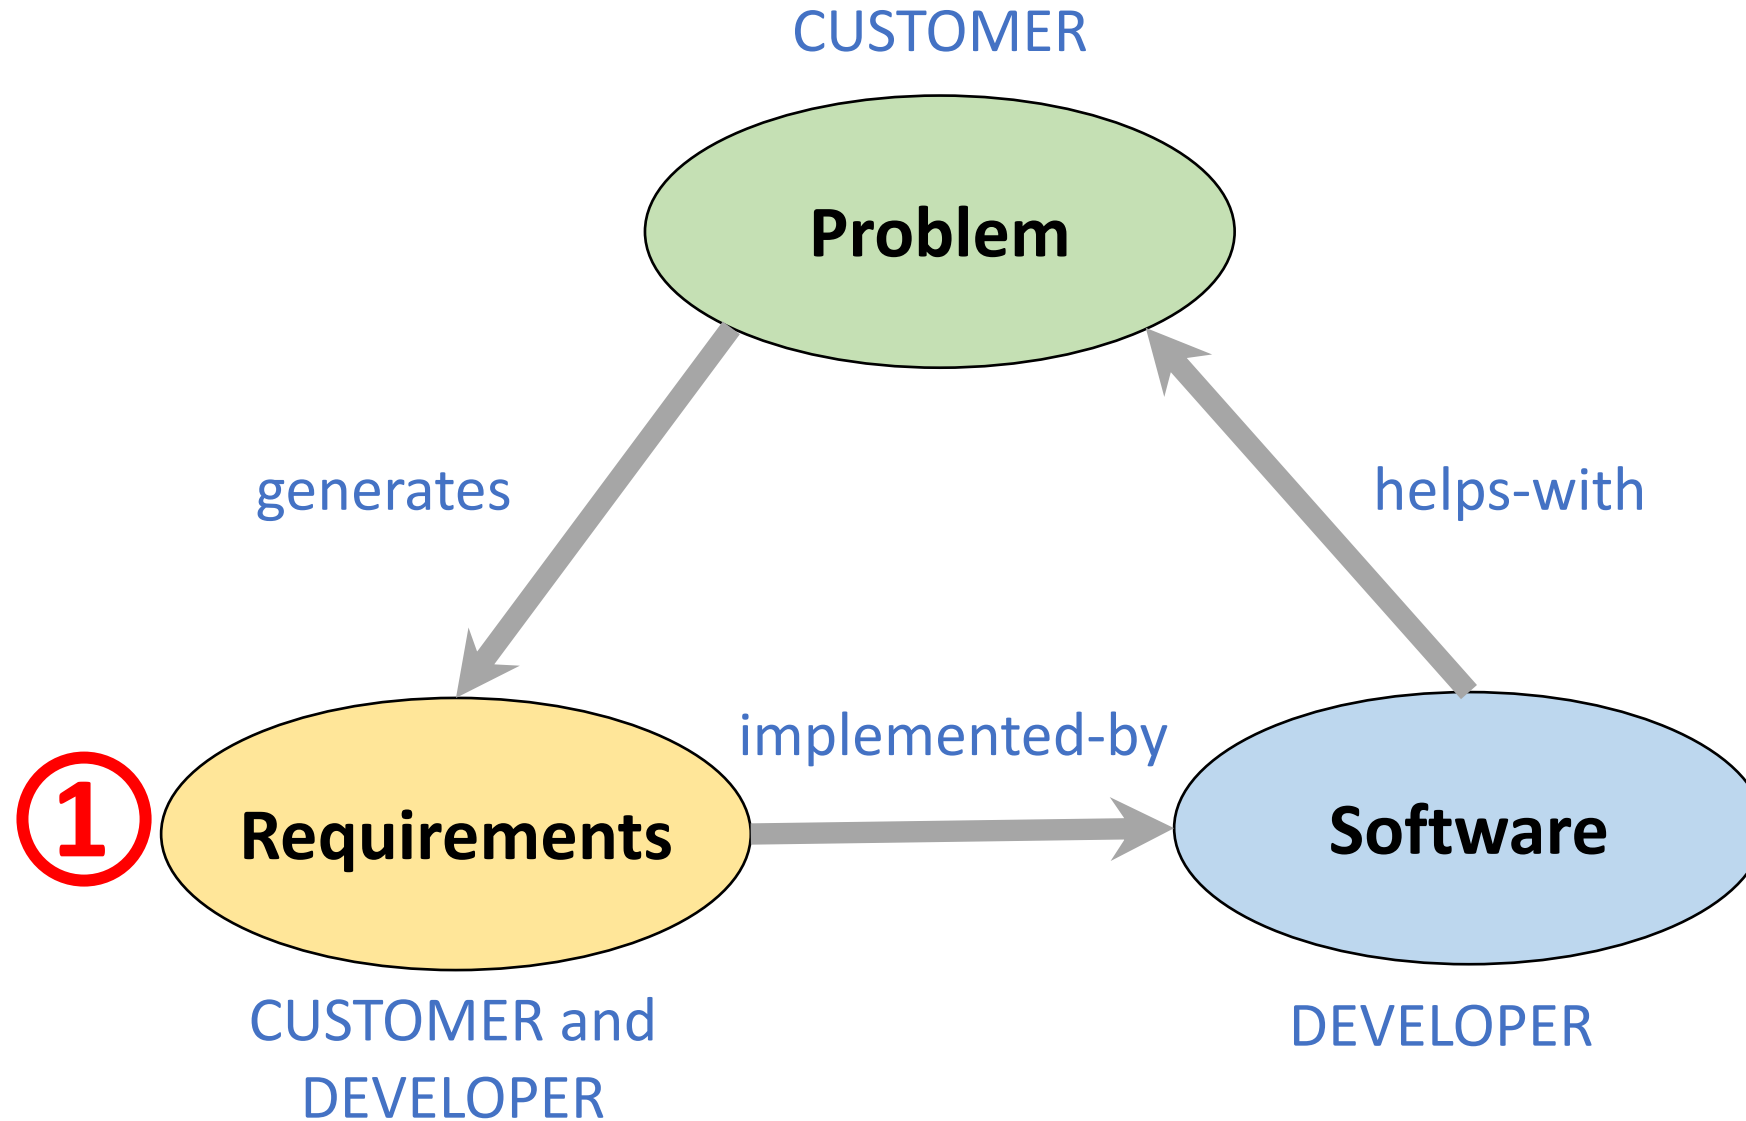 CUSTOMER
Problem
generates
helps-with
implemented-by
1
Requirements
Software
CUSTOMER and
DEVELOPER
DEVELOPER